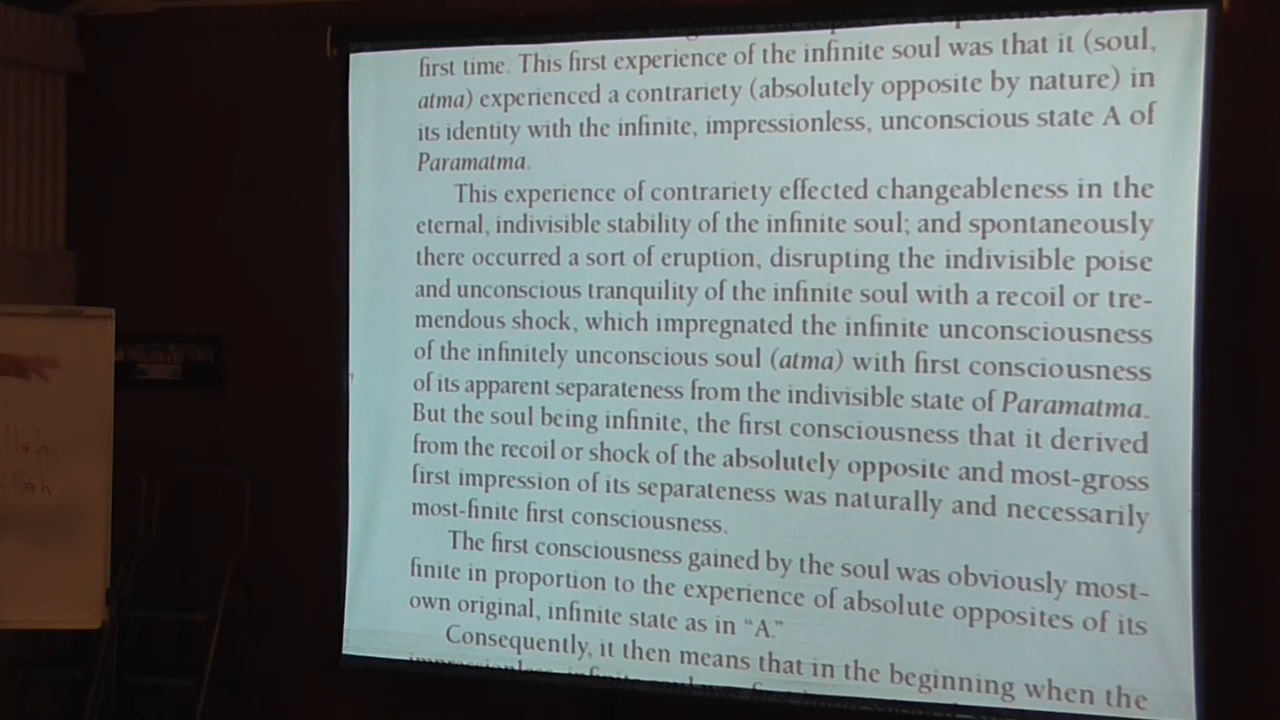 first time. This first experience of the infinite soul was that it (soul,
atma) experienced a contrariety (absolutely opposite by nature) in
its identity with the infinite, impressionless, unconscious state A of
Paramatma.
This experience of contrariety effected changeableness in the
eternal, indivisible stability of the infinite soul; and spontaneously
there occurred a sort of eruption, disrupting the indivisible poise
and unconscious tranquility of the infinite soul with a recoil or tre-
mendous shock, which impregnated the infinite unconsciousness
of the infinitely unconscious soul (atma) with first consciousness
of its apparent separateness from the indivisible state of Paramatma.
But the soul being infinite, the first consciousness that it derived
from the recoil or shock of the absolutely opposite and most-gross
first impression of its separateness was naturally and necessarily
most-finite first consciousness.
The first consciousness gained by the soul was obviously most-
finite in proportion to the experience of absolute opposites of its
own original, infinite state as in “A.”
Consequently, it then means that in the beginning when the